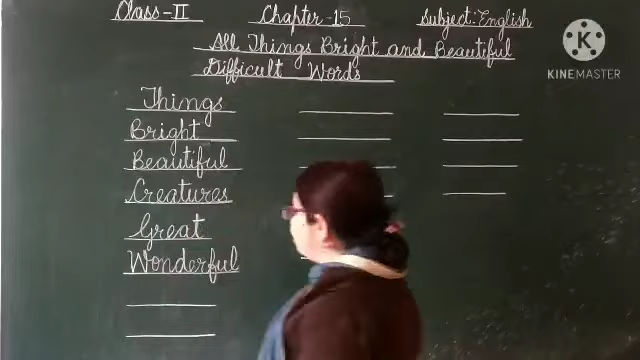 Class-II Chapter-15 Subject: English
All Things Bright and Beautiful
Difficult Words
Things
Bright
Beautiful
Creatures
Great
Wonderful
K
KINEMASTER